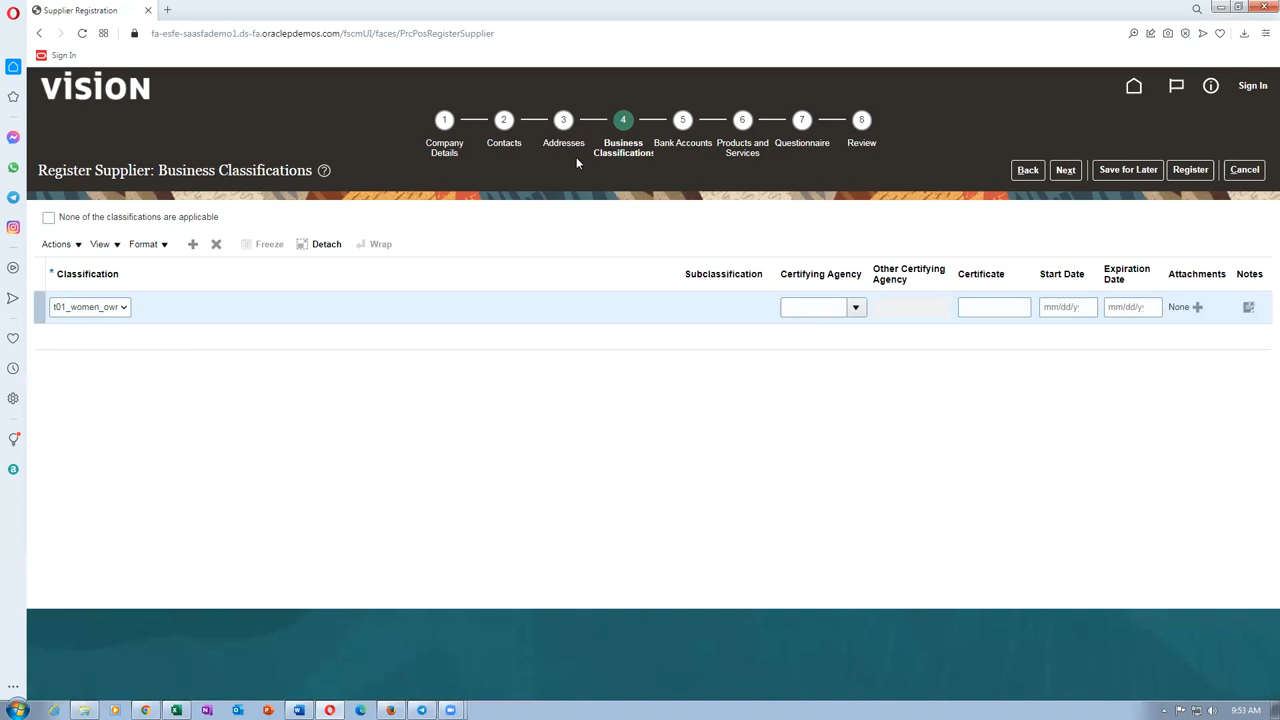 Supplier Registration
fa-esfe-saasfademo1.ds-fa.oraclepdemos.com/fscmUI/faces/PrcPosRegisterSupplier
Sign In
VISION
Sign In
1 2 3 4 5 6 7 8
Company Details
Contacts
Addresses
Business Classifications
Bank Accounts
Products and Services
Questionnaire
Review
Register Supplier: Business Classifications
Back
Next
Save for Later
Register
Cancel
None of the classifications are applicable
Actions
View
Format
Freeze
Detach
Wrap
* Classification
Subclassification
Certifying Agency
Other Certifying Agency
Certificate
Start Date
Expiration Date
Attachments
Notes
t01_women_owr
mm/dd/y
mm/dd/y
None
9:53 AM